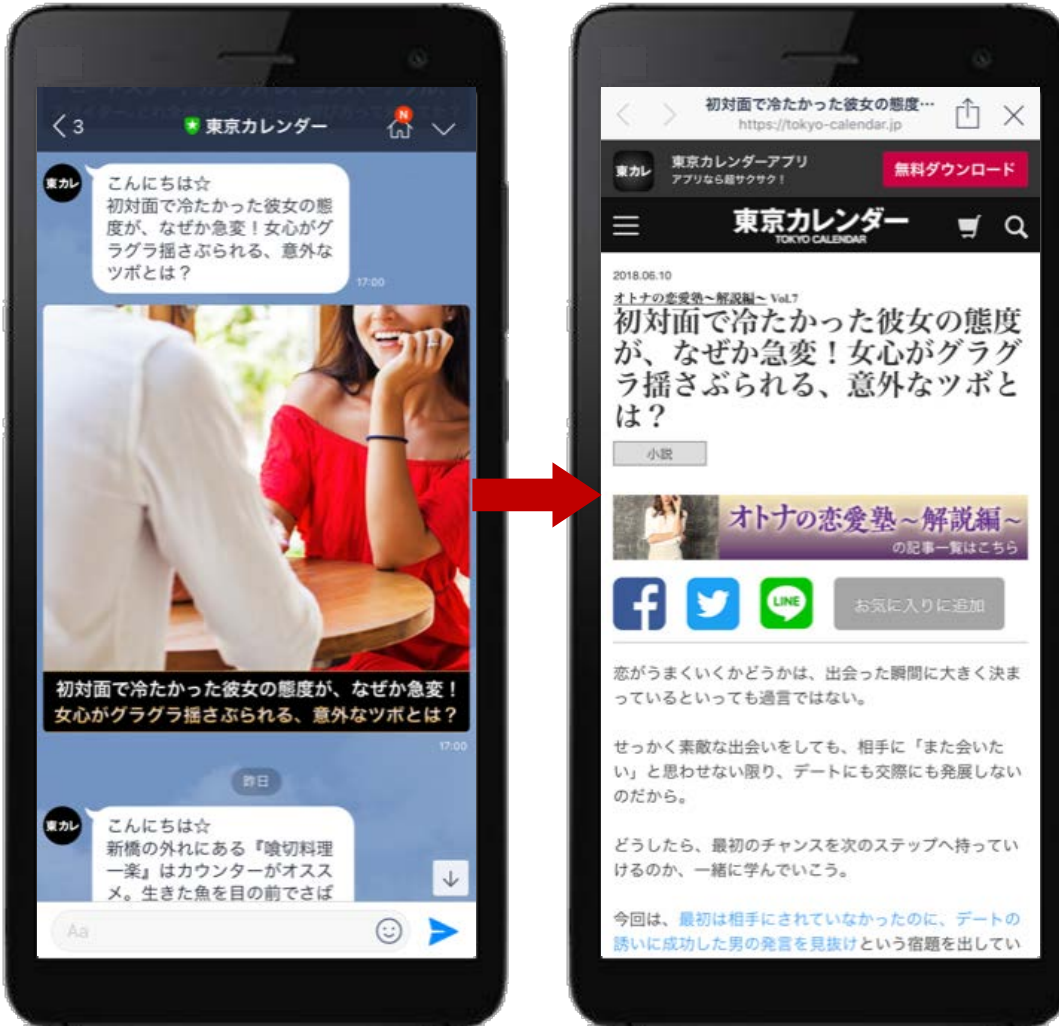 3
東京カレンダー
N
東カレ
こんにちは☆
初対面で冷たかった彼女の態
度が、なぜか急変！女心がグ
ラグラ揺さぶられる、意外な
ツボとは？
17:00
初対面で冷たかった彼女の態度が、なぜか急変！
女心がグラグラ揺さぶられる、意外なツボとは？
17:00
昨日
東カレ
こんにちは☆
新橋の外れにある『喰切料理
一楽』はカウンターがオスス
メ。生きた魚を目の前でさば
Aa
初対面で冷たかった彼女の態度…
https://tokyo-calendar.jp
東カレ
東京カレンダーアプリ
アプリなら超サクサク！
無料ダウンロード
東京カレンダー
TOKYO CALENDAR
2018.06.10
オトナの恋愛塾～解説編～ Vol.7
初対面で冷たかった彼女の態度
が、なぜか急変！女心がグラグ
ラ揺さぶられる、意外なツボと
は？
小説
オトナの恋愛塾～解説編～
の記事一覧はこちら
LINE
お気に入りに追加
恋がうまくいくかどうかは、出会った瞬間に大きく決ま
っているといっても過言ではない。
せっかく素敵な出会いをしても、相手に「また会いた
い」と思わせない限り、デートにも交際にも発展しない
のだから。
どうしたら、最初のチャンスを次のステップへ持ってい
けるのか、一緒に学んでいこう。
今回は、最初は相手にされていなかったのに、デートの
誘いに成功した男の発言を見抜けという宿題を出してい